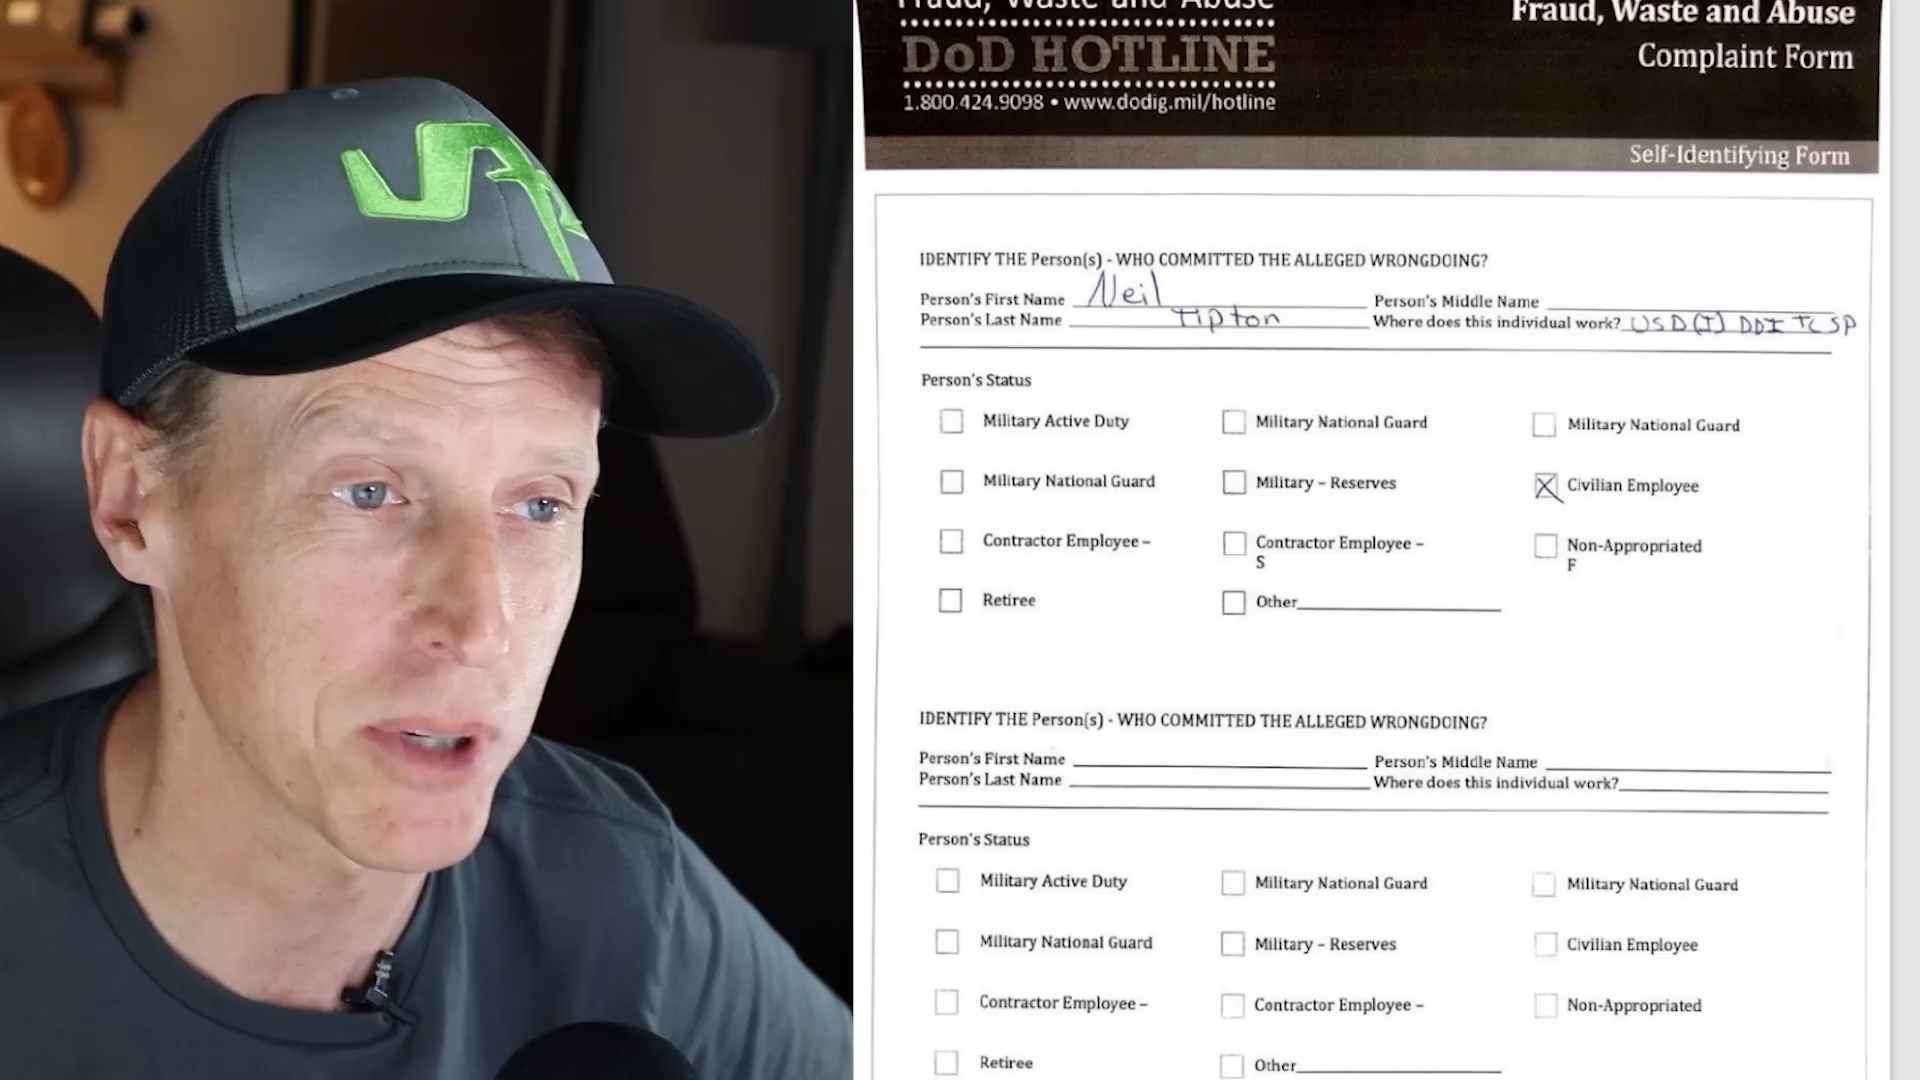 Fraud, Waste and Abuse
DoD HOTLINE
1.800.424.9098 • www.dodig.mil/hotline
Fraud, Waste and Abuse
Complaint Form
Self-Identifying Form
IDENTIFY THE Person(s) - WHO COMMITTED THE ALLEGED WRONGDOING?
Person's First Name Neil Person's Middle Name
Person's Last Name Tipton Where does this individual work? USD(I) DDI TCSP
Person's Status
Military Active Duty Military National Guard Military National Guard
Military National Guard Military – Reserves Civilian Employee
Contractor Employee – Contractor Employee – Non-Appropriated
S F
Retiree Other
IDENTIFY THE Person(s) - WHO COMMITTED THE ALLEGED WRONGDOING?
Person's First Name Person's Middle Name
Person's Last Name Where does this individual work?
Person's Status
Military Active Duty Military National Guard Military National Guard
Military National Guard Military – Reserves Civilian Employee
Contractor Employee – Contractor Employee – Non-Appropriated
Retiree Other